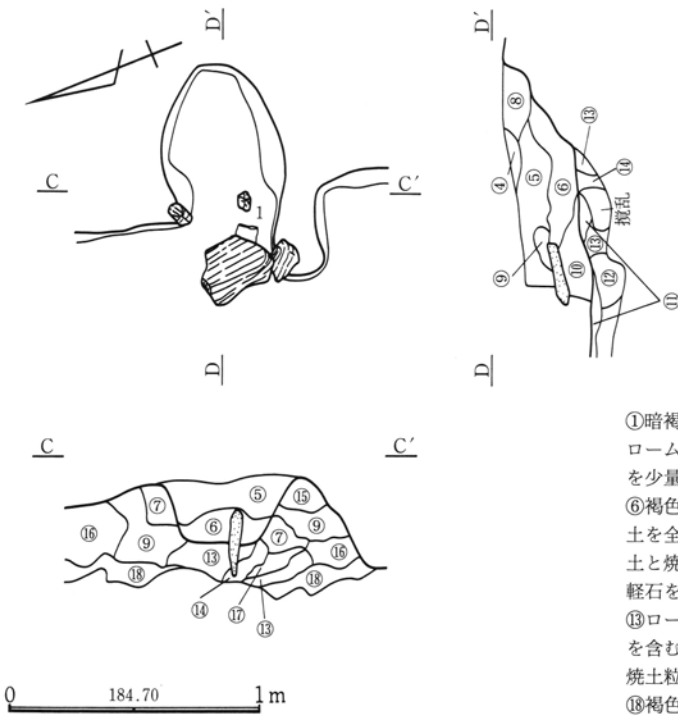 D′
C
C′
1
D
D′
⑧
④
⑤
⑥
⑬
⑭
撹乱
⑨
⑬
⑩
⑫
⑪
D
C
C′
⑦
⑤
⑮
⑯
⑥
⑨
⑨
⑬
⑦
⑯
⑱
⑱
⑭
⑰
⑬
0 184.70 1m
①暗褐
ローム
を少量
⑥褐色
土を全
土と焼
軽石を
⑬ロー
を含む
焼土粒
⑱褐色